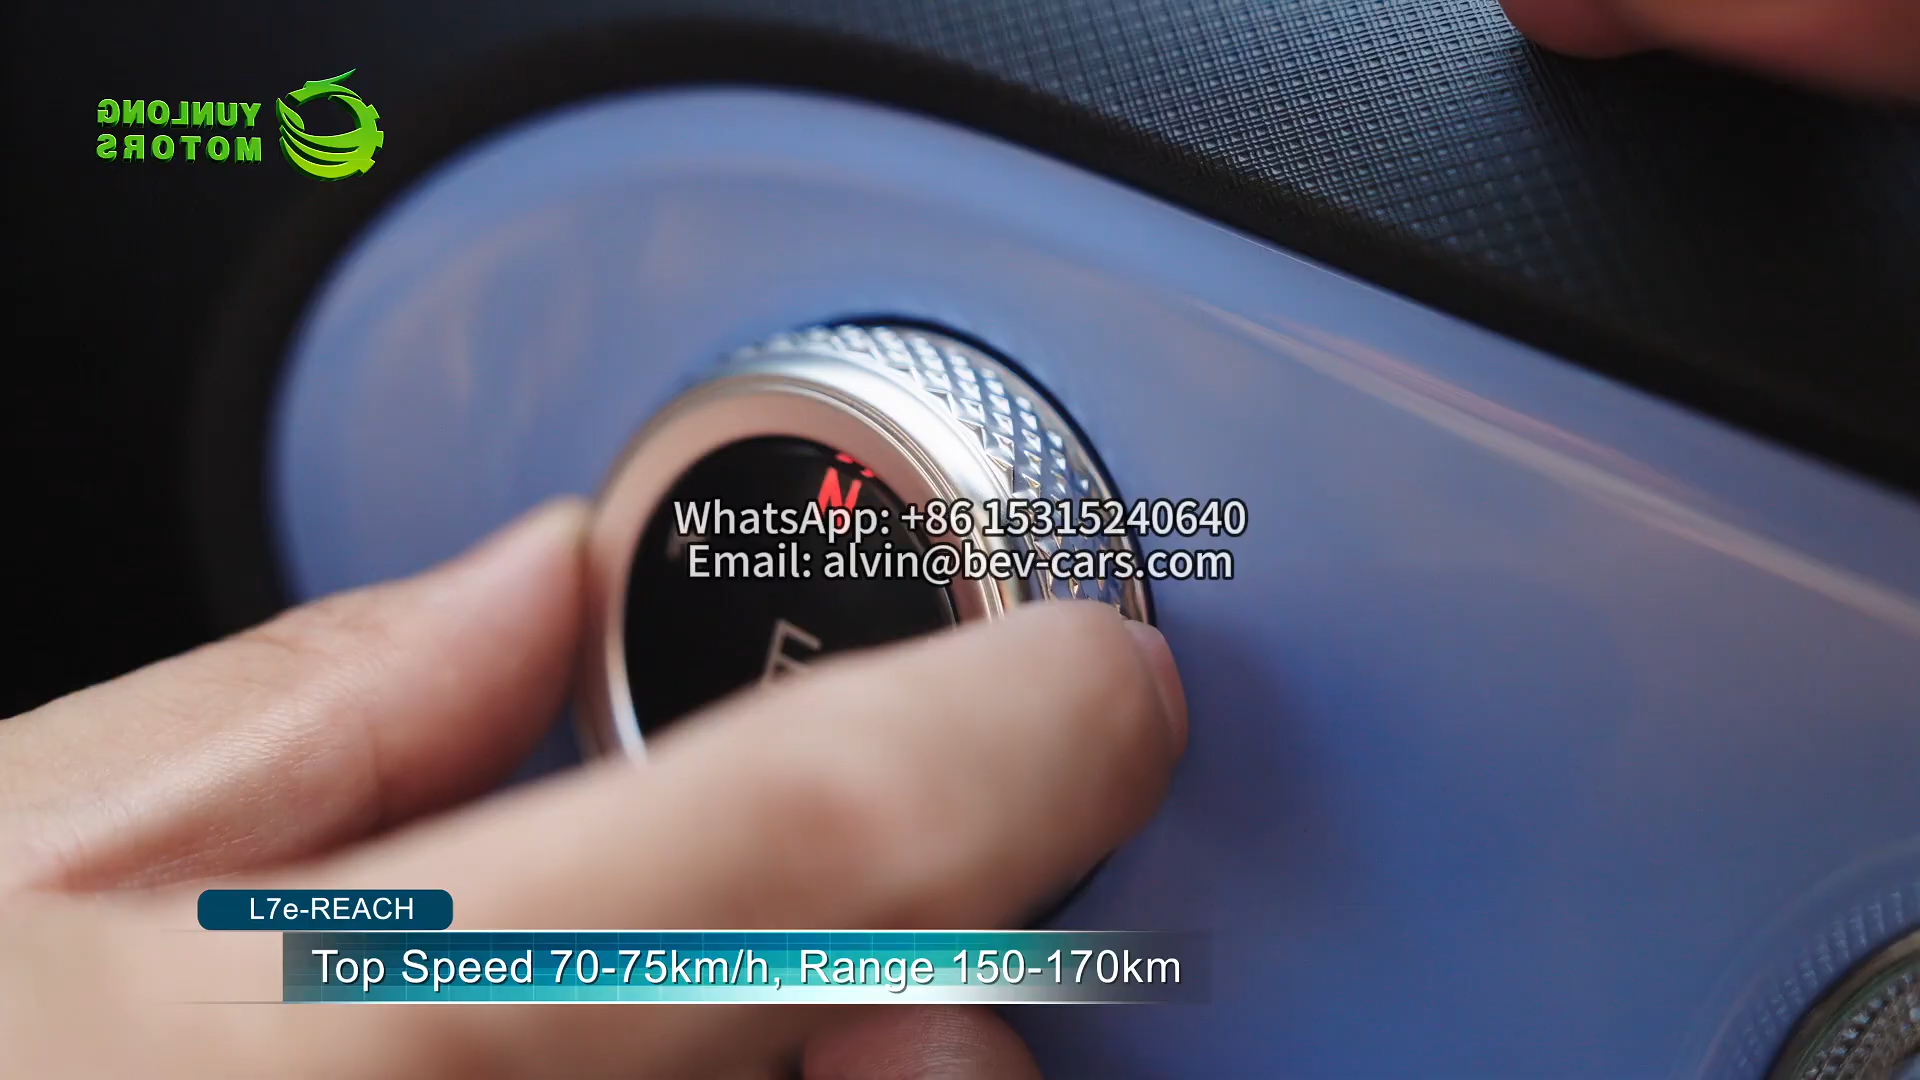 YUNLONG
MOTORS
N
WhatsApp: +86 15315240640
Email: alvin@bev-cars.com
L7e-REACH
Top Speed 70-75km/h, Range 150-170km